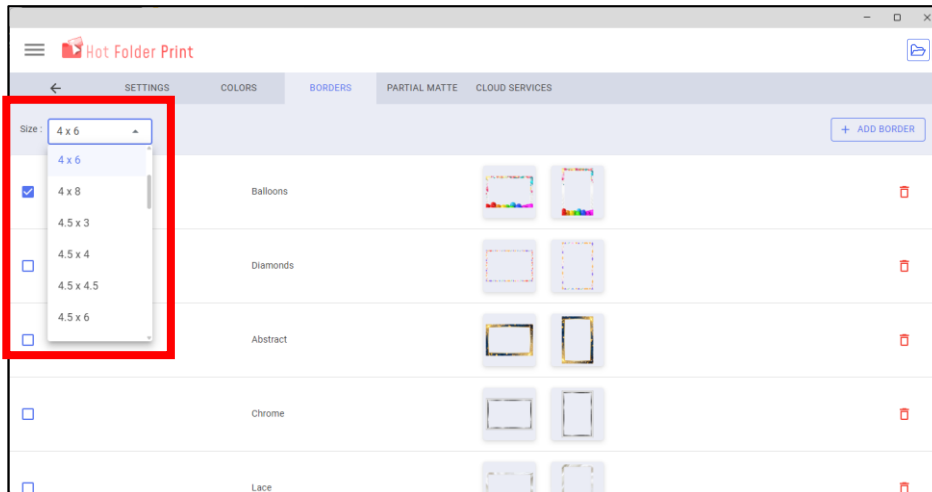 Hot Folder Print
SETTINGS COLORS BORDERS PARTIAL MATTE CLOUD SERVICES
Size : 4 x 6
+ ADD BORDER
4 x 6
4 x 8
Balloons
4.5 x 3
4.5 x 4
Diamonds
4.5 x 4.5
4.5 x 6
Abstract
Chrome
Lace